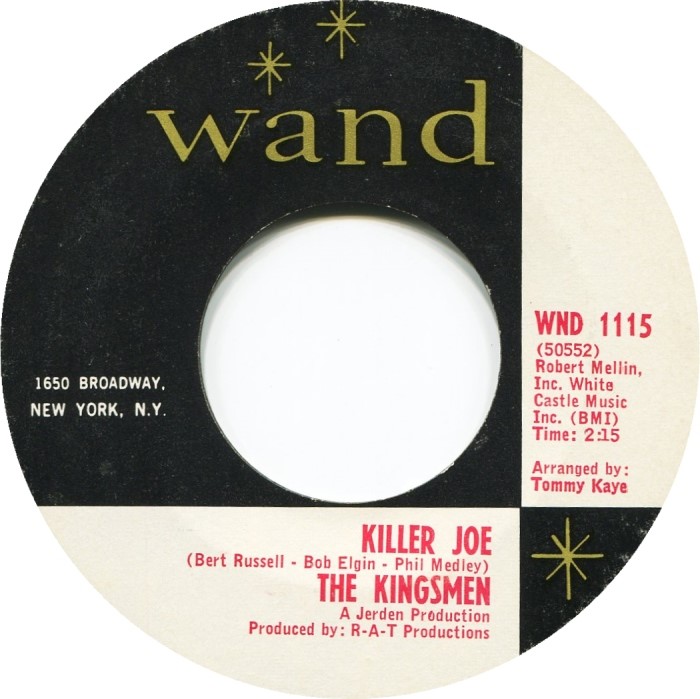 wand
WND 1115
(50552)
Robert Mellin,
Inc. White
Castle Music
Inc. (BMI)
Time: 2:15
Arranged by:
Tommy Kaye
1650 BROADWAY,
NEW YORK, N.Y.
KILLER JOE
(Bert Russell - Bob Elgin - Phil Medley)
THE KINGSMEN
A Jerden Production
Produced by: R-A-T Productions